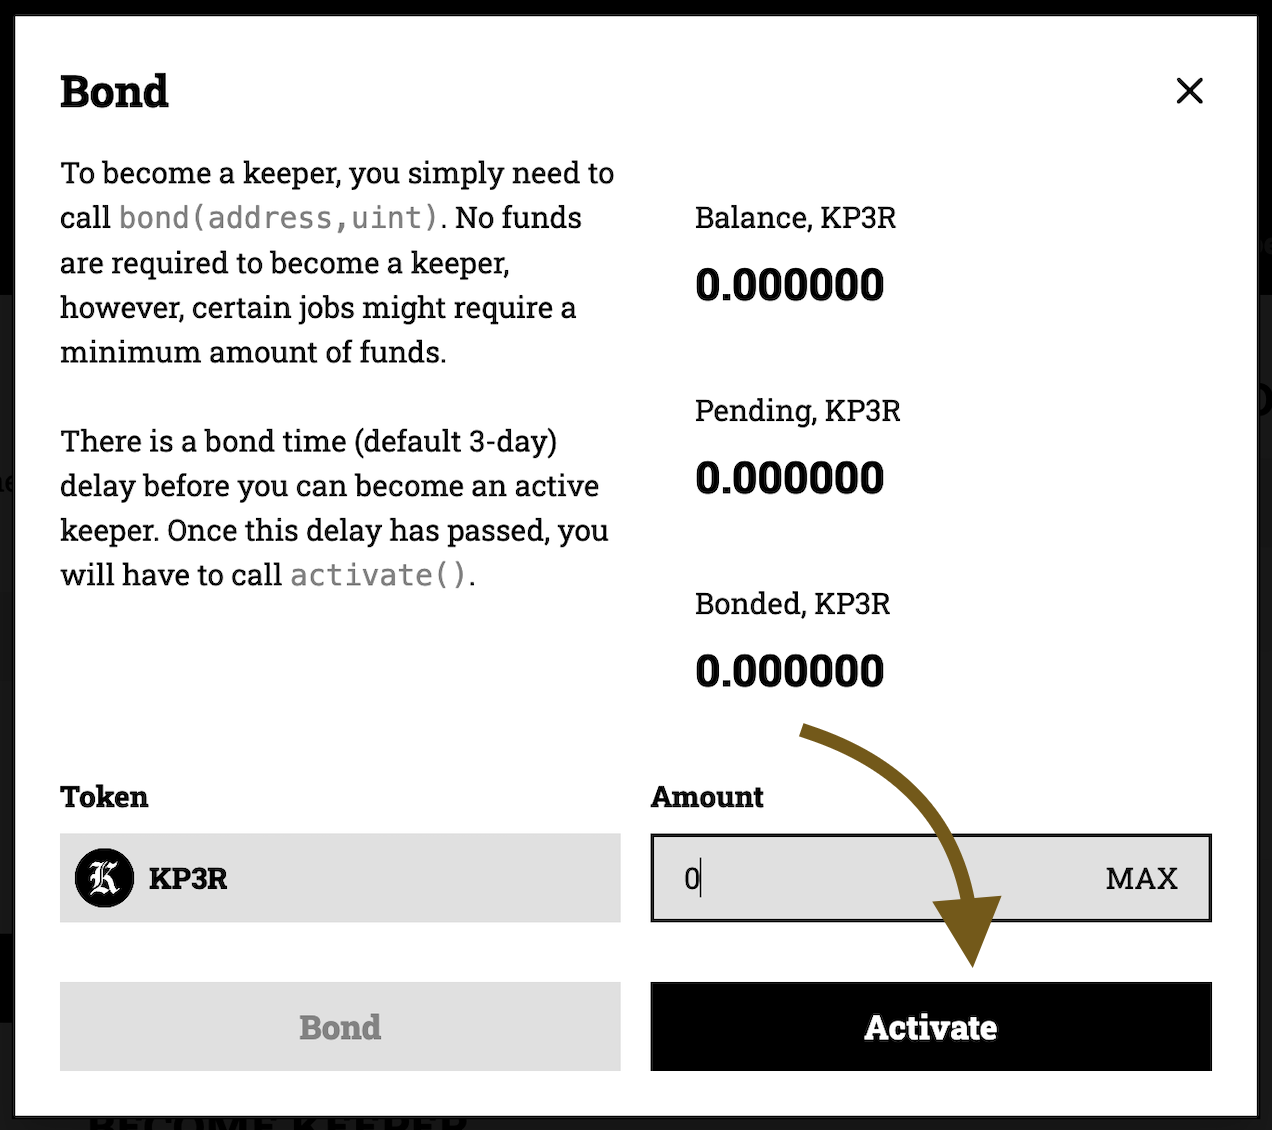 Bond
To become a keeper, you simply need to
call bond(address,uint). No funds
are required to become a keeper,
however, certain jobs might require a
minimum amount of funds.
There is a bond time (default 3-day)
delay before you can become an active
keeper. Once this delay has passed, you
will have to call activate().
Balance, KP3R
0.000000
Pending, KP3R
0.000000
Bonded, KP3R
0.000000
Token
K KP3R
Amount
0 MAX
Bond
Activate
BECOME KEEPER